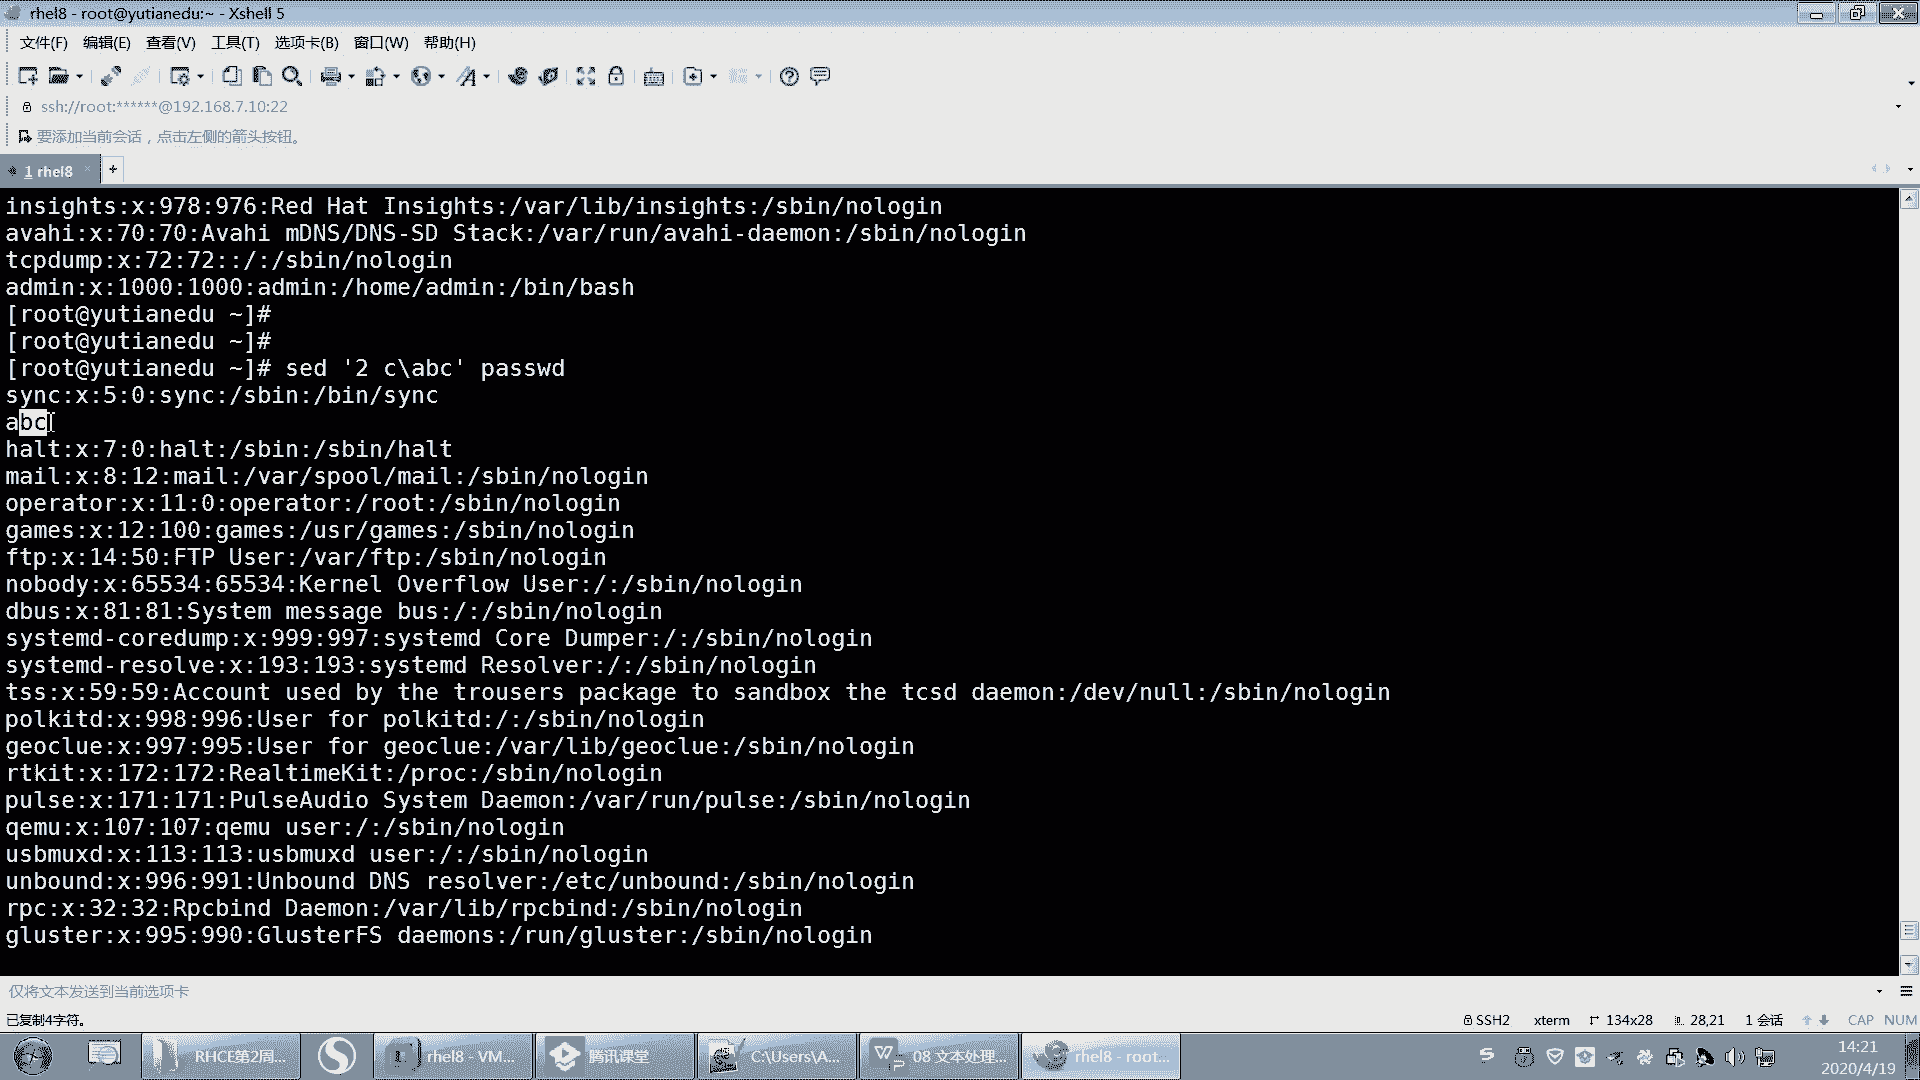 rhel8 - root@yutianedu:~ - Xshell 5
文件(F) 编辑(E) 查看(V) 工具(T) 选项卡(B) 窗口(W) 帮助(H)
ssh://root:******@192.168.7.10:22
要添加当前会话，点击左侧的箭头按钮。
1 rhel8
insights:x:978:976:Red Hat Insights:/var/lib/insights:/sbin/nologin
avahi:x:70:70:Avahi mDNS/DNS-SD Stack:/var/run/avahi-daemon:/sbin/nologin
tcpdump:x:72:72::/:/sbin/nologin
admin:x:1000:1000:admin:/home/admin:/bin/bash
[root@yutianedu ~]#
[root@yutianedu ~]#
[root@yutianedu ~]# sed '2 c\abc' passwd
sync:x:5:0:sync:/sbin:/bin/sync
abc
halt:x:7:0:halt:/sbin:/sbin/halt
mail:x:8:12:mail:/var/spool/mail:/sbin/nologin
operator:x:11:0:operator:/root:/sbin/nologin
games:x:12:100:games:/usr/games:/sbin/nologin
ftp:x:14:50:FTP User:/var/ftp:/sbin/nologin
nobody:x:65534:65534:Kernel Overflow User:/:/sbin/nologin
dbus:x:81:81:System message bus:/:/sbin/nologin
systemd-coredump:x:999:997:systemd Core Dumper:/:/sbin/nologin
systemd-resolve:x:193:193:systemd Resolver:/:/sbin/nologin
tss:x:59:59:Account used by the trousers package to sandbox the tcsd daemon:/dev/null:/sbin/nologin
polkitd:x:998:996:User for polkitd:/:/sbin/nologin
geoclue:x:997:995:User for geoclue:/var/lib/geoclue:/sbin/nologin
rtkit:x:172:172:RealtimeKit:/proc:/sbin/nologin
pulse:x:171:171:PulseAudio System Daemon:/var/run/pulse:/sbin/nologin
qemu:x:107:107:qemu user:/:/sbin/nologin
usbmuxd:x:113:113:usbmuxd user:/:/sbin/nologin
unbound:x:996:991:Unbound DNS resolver:/etc/unbound:/sbin/nologin
rpc:x:32:32:Rpcbind Daemon:/var/lib/rpcbind:/sbin/nologin
gluster:x:995:990:GlusterFS daemons:/run/gluster:/sbin/nologin
仅将文本发送到当前选项卡
已复制4字符。 SSH2 xterm 134x28 28,21 1 会话 CAP NUM
RHCE第2周... rhel8 - VM... 腾讯课堂 C:\Users\A... 08 文本处理... rhel8 - root... 14:21
2020/4/19